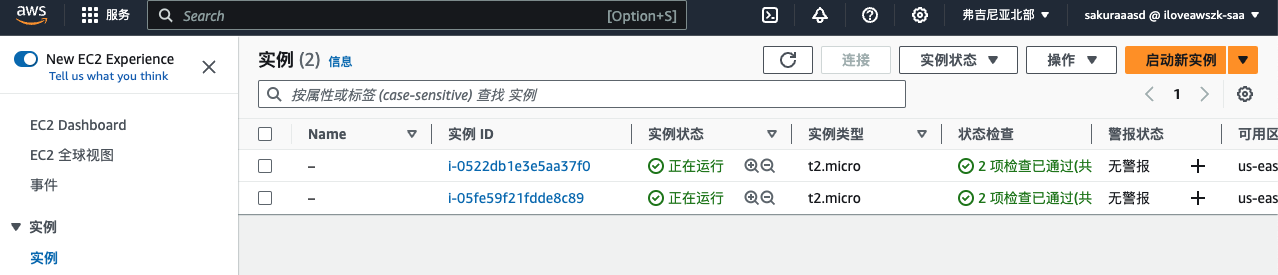 aws 服务 Search [Option+S] 弗吉尼亚北部 sakuraaasd @ iloveawszk-saa
New EC2 Experience
Tell us what you think
EC2 Dashboard
EC2 全球视图
事件
实例
实例
实例 (2) 信息 连接 实例状态 操作 启动新实例
按属性或标签 (case-sensitive) 查找 实例 1
Name 实例 ID 实例状态 实例类型 状态检查 警报状态 可用区
– i-0522db1e3e5aa37f0 正在运行 t2.micro 2 项检查已通过(共 无警报 us-eas
– i-05fe59f21fdde8c89 正在运行 t2.micro 2 项检查已通过(共 无警报 us-eas